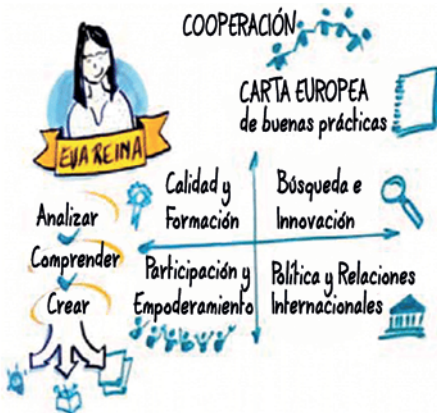 COOPERACIÓN
CARTA EUROPEA
de buenas prácticas
EVA REINA
Analizar
Comprender
Crear
Calidad y
Formación
Búsqueda e
Innovación
Participación y
Empoderamiento
Política y Relaciones
Internacionales